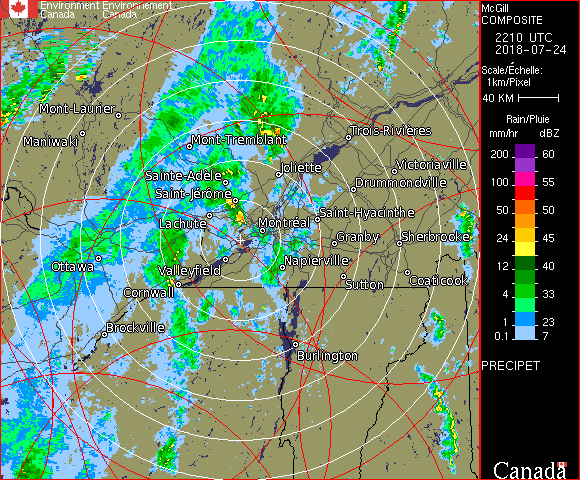 Environment Environnement
Canada Canada
McGill
COMPOSITE
2210 UTC
2018-07-24
Scale/Échelle:
1km/Pixel
40 KM
Rain/Pluie
mm/hr dBZ
200 60
100 55
50 50
24 45
12 40
4 33
1 23
0.1 7
PRECIPET
Canada
Mont-Laurier
Maniwaki
Mont-Tremblant
Trois-Rivières
Sainte-Adèle
Joliette
Victoriaville
Saint-Jérôme
Drummondville
Lachute
Montréal
Saint-Hyacinthe
Granby
Sherbrooke
Ottawa
Valleyfield
Napierville
Cornwall
Sutton
Coaticook
Brockville
Burlington